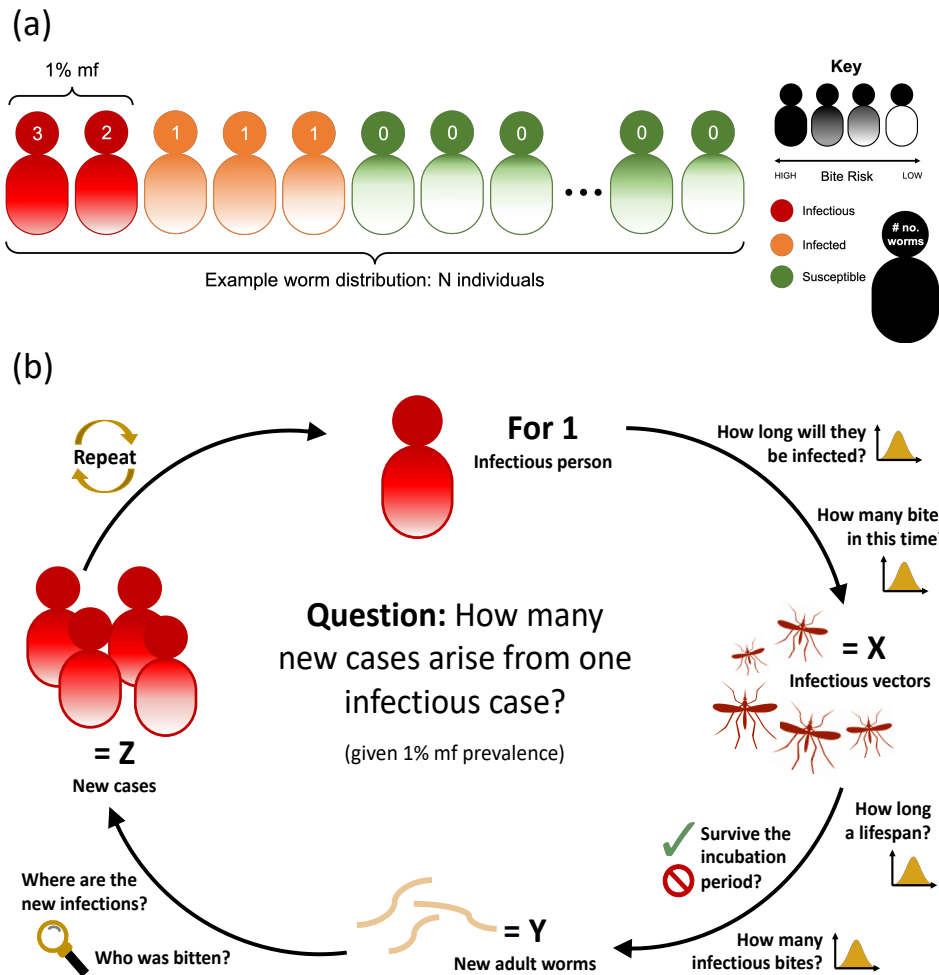 (a)
1% mf
3 2 1 1 1 0 0 0 0 0
Example worm distribution: N individuals
Key
HIGH Bite Risk LOW
Infectious
Infected
Susceptible
# no.
worms
(b)
Repeat
For 1
Infectious person
How long will they
be infected?
How many bite
in this time?
= X
Infectious vectors
How long
a lifespan?
Survive the
incubation
period?
How many
infectious bites?
= Y
New adult worms
Where are the
new infections?
Who was bitten?
= Z
New cases
Question: How many
new cases arise from one
infectious case?
(given 1% mf prevalence)